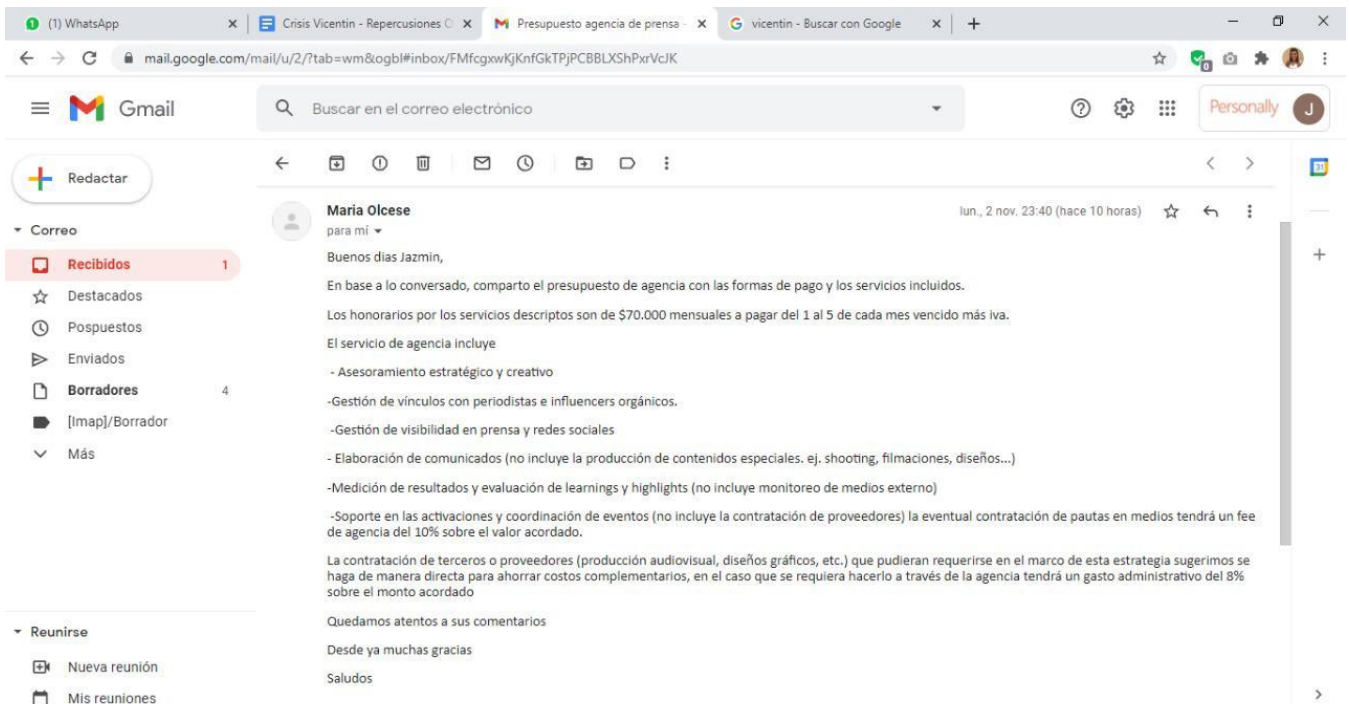 (1) WhatsApp
Crisis Vicentin - Repercusiones
Presupuesto agencia de prensa -
vicentin - Buscar con Google
mail.google.com/mail/u/2/?tab=wm&ogbl#inbox/FMfcgxwKjKnfGkTPjPCBBLXShPxrVcJK
0
Gmail
Buscar en el correo electrónico
Personally
J
Redactar
31
Maria Olcese
lun., 2 nov. 23:40 (hace 10 horas)
para mí
Correo
Recibidos 1
Destacados
Pospuestos
Enviados
Borradores 4
[Imap]/Borrador
Más
Buenos dias Jazmin,
En base a lo conversado, comparto el presupuesto de agencia con las formas de pago y los servicios incluidos.
Los honorarios por los servicios descriptos son de $70.000 mensuales a pagar del 1 al 5 de cada mes vencido más iva.
El servicio de agencia incluye
- Asesoramiento estratégico y creativo
-Gestión de vínculos con periodistas e influencers orgánicos.
-Gestión de visibilidad en prensa y redes sociales
- Elaboración de comunicados (no incluye la producción de contenidos especiales. ej. shooting, filmaciones, diseños...)
-Medición de resultados y evaluación de learnings y highlights (no incluye monitoreo de medios externo)
-Soporte en las activaciones y coordinación de eventos (no incluye la contratación de proveedores) la eventual contratación de pautas en medios tendrá un fee
de agencia del 10% sobre el valor acordado.
La contratación de terceros o proveedores (producción audiovisual, diseños gráficos, etc.) que pudieran requerirse en el marco de esta estrategia sugerimos se
haga de manera directa para ahorrar costos complementarios, en el caso que se requiera hacerlo a través de la agencia tendrá un gasto administrativo del 8%
sobre el monto acordado
Quedamos atentos a sus comentarios
Desde ya muchas gracias
Saludos
Reunirse
Nueva reunión
Mis reuniones